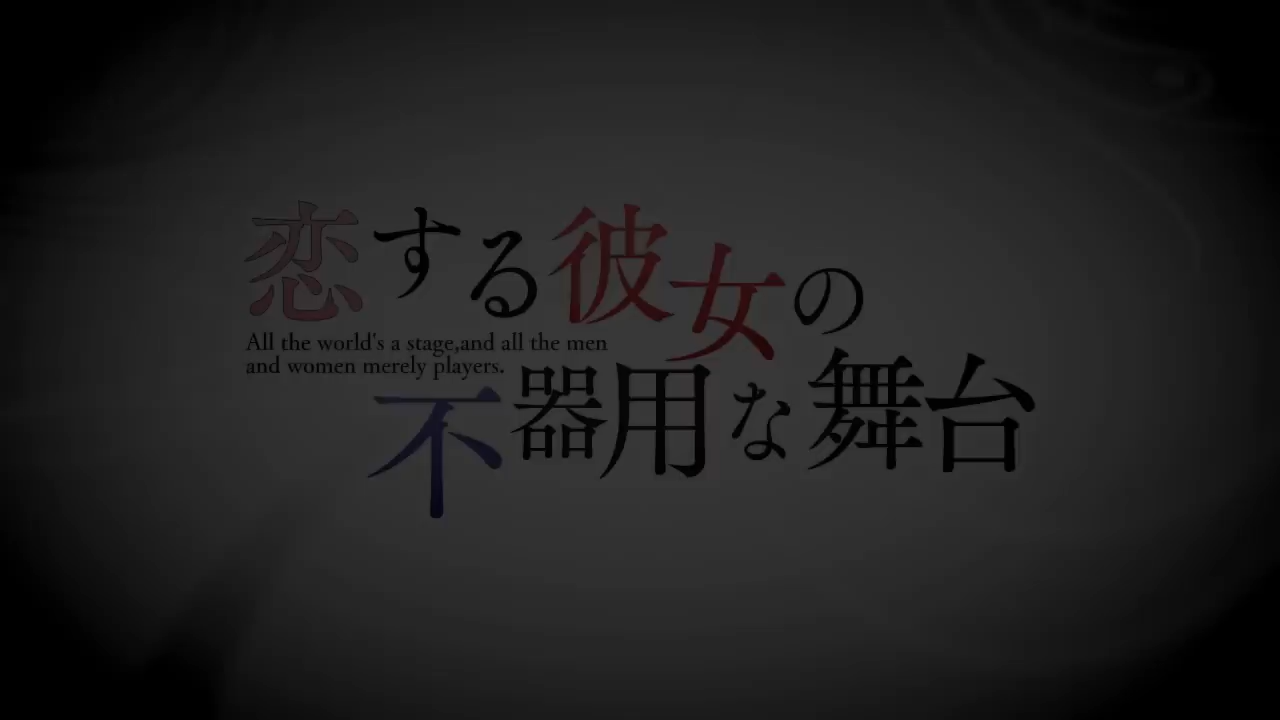 恋する彼女の
All the world's a stage,and all the men
and women merely players.
不器用な舞台